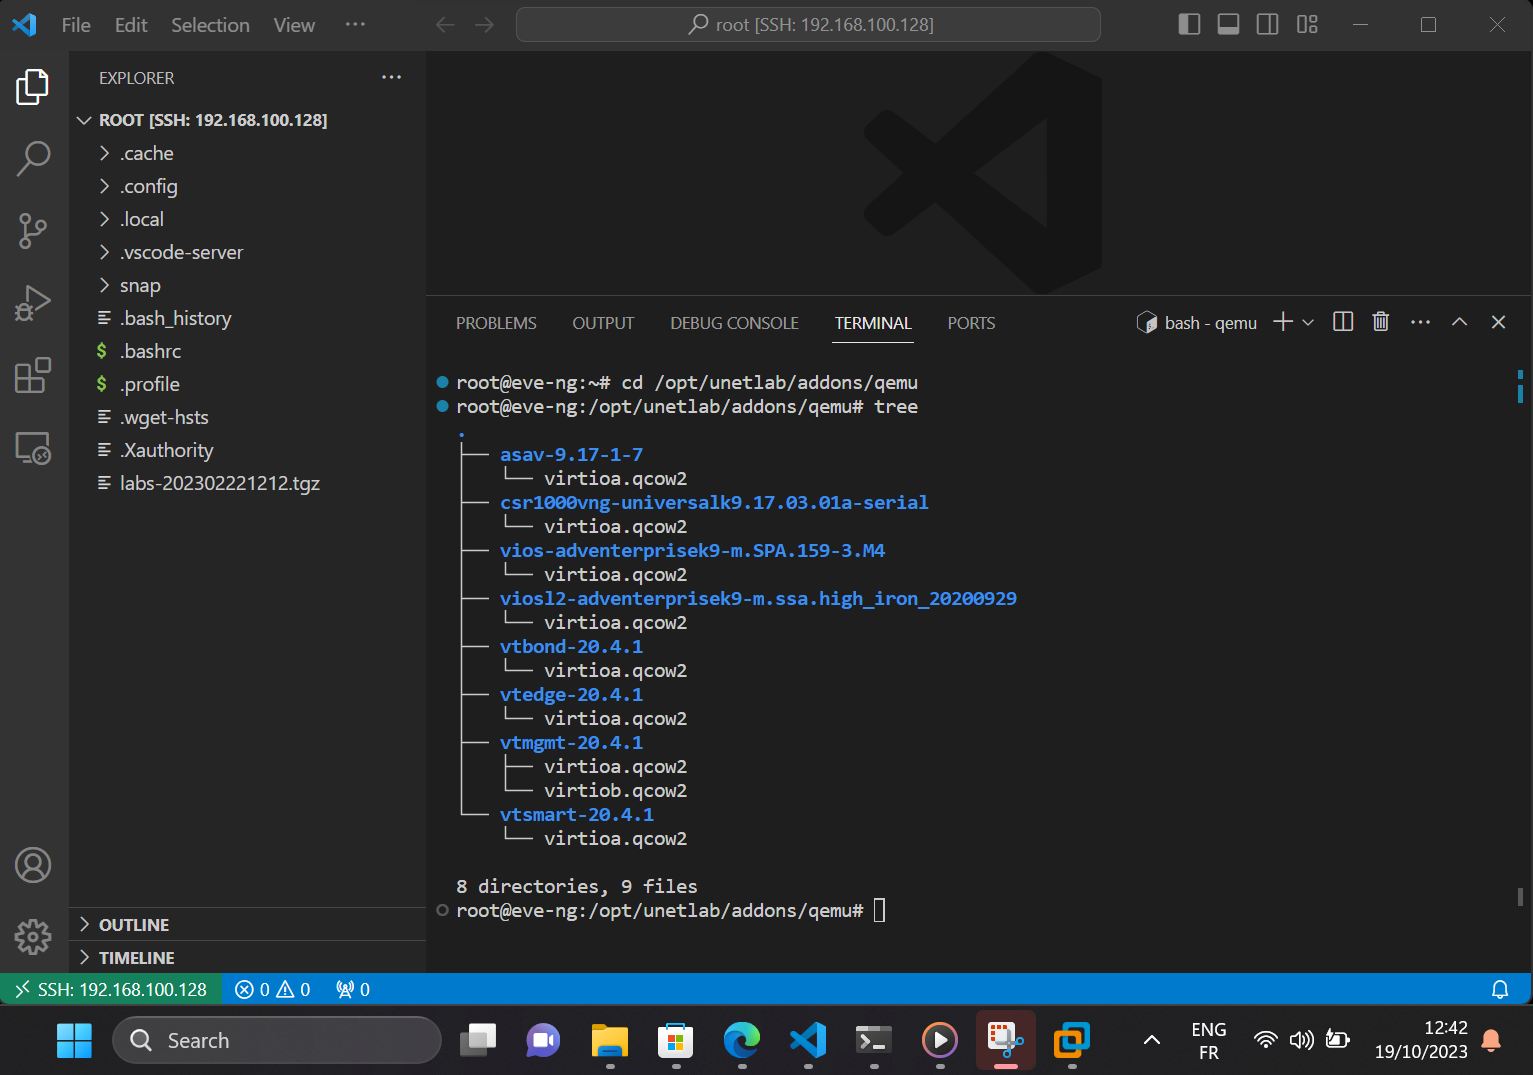 File Edit Selection View ···
root [SSH: 192.168.100.128]
EXPLORER ···
ROOT [SSH: 192.168.100.128]
.cache
.config
.local
.vscode-server
snap
.bash_history
$ .bashrc
$ .profile
.wget-hsts
.Xauthority
labs-202302221212.tgz
OUTLINE
TIMELINE
PROBLEMS OUTPUT DEBUG CONSOLE TERMINAL PORTS
bash - qemu
root@eve-ng:~# cd /opt/unetlab/addons/qemu
root@eve-ng:/opt/unetlab/addons/qemu# tree
.
├── asav-9.17-1-7
│   └── virtioa.qcow2
├── csr1000vng-universalk9.17.03.01a-serial
│   └── virtioa.qcow2
├── vios-adventerprisek9-m.SPA.159-3.M4
│   └── virtioa.qcow2
├── viosl2-adventerprisek9-m.ssa.high_iron_20200929
│   └── virtioa.qcow2
├── vtbond-20.4.1
│   └── virtioa.qcow2
├── vtedge-20.4.1
│   └── virtioa.qcow2
├── vtmgmt-20.4.1
│   ├── virtioa.qcow2
│   └── virtiob.qcow2
└── vtsmart-20.4.1
    └── virtioa.qcow2
8 directories, 9 files
root@eve-ng:/opt/unetlab/addons/qemu#
SSH: 192.168.100.128 0 0 0
Search
ENG
FR
12:42
19/10/2023